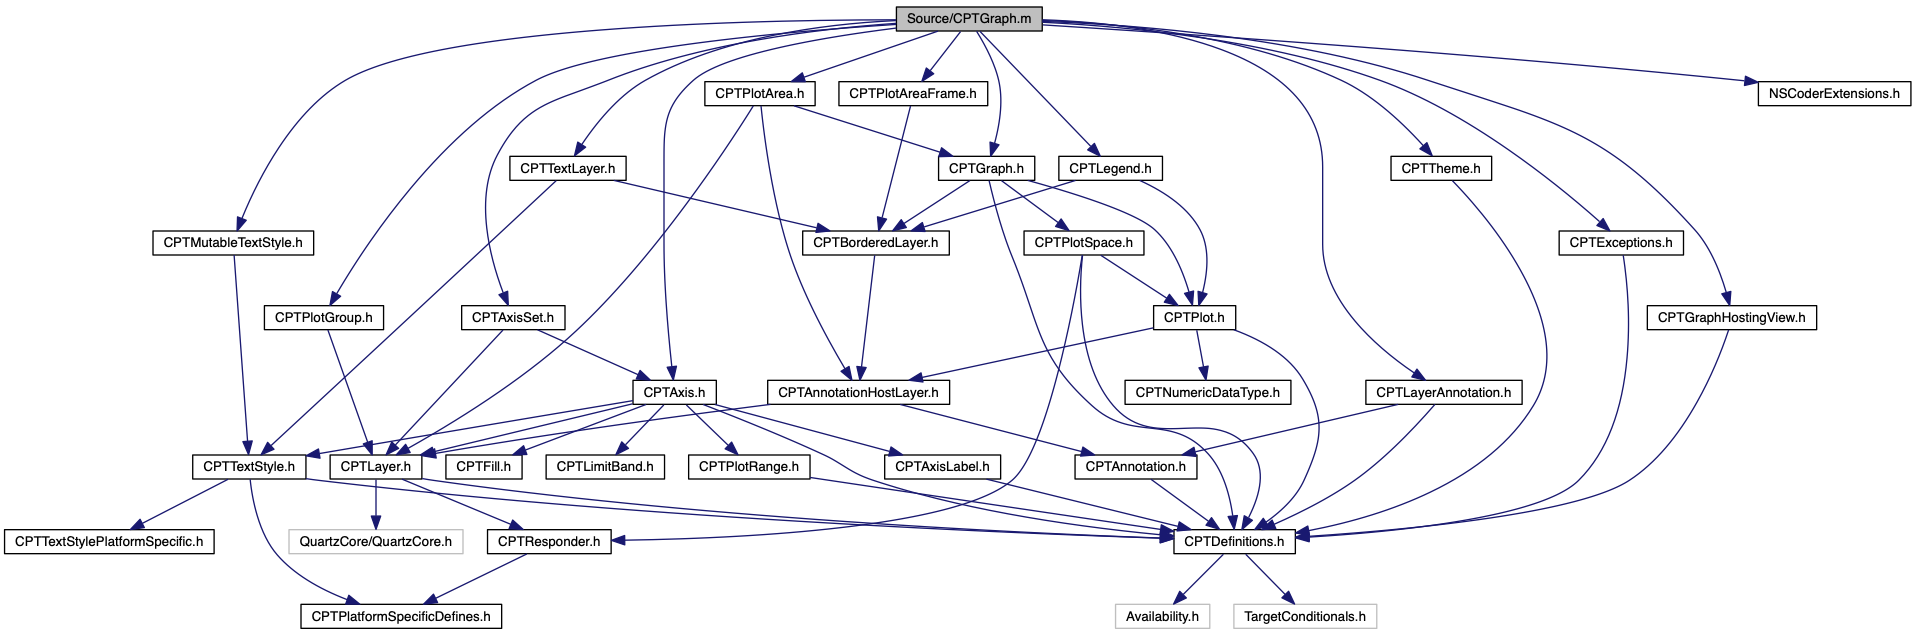 Source/CPTGraph.m
CPTPlotArea.h
CPTPlotAreaFrame.h
NSCoderExtensions.h
CPTTextLayer.h
CPTGraph.h
CPTLegend.h
CPTTheme.h
CPTMutableTextStyle.h
CPTBorderedLayer.h
CPTPlotSpace.h
CPTExceptions.h
CPTPlotGroup.h
CPTAxisSet.h
CPTPlot.h
CPTGraphHostingView.h
CPTAxis.h
CPTAnnotationHostLayer.h
CPTNumericDataType.h
CPTLayerAnnotation.h
CPTTextStyle.h
CPTLayer.h
CPTFill.h
CPTLimitBand.h
CPTPlotRange.h
CPTAxisLabel.h
CPTAnnotation.h
CPTTextStylePlatformSpecific.h
QuartzCore/QuartzCore.h
CPTResponder.h
CPTDefinitions.h
CPTPlatformSpecificDefines.h
Availability.h
TargetConditionals.h